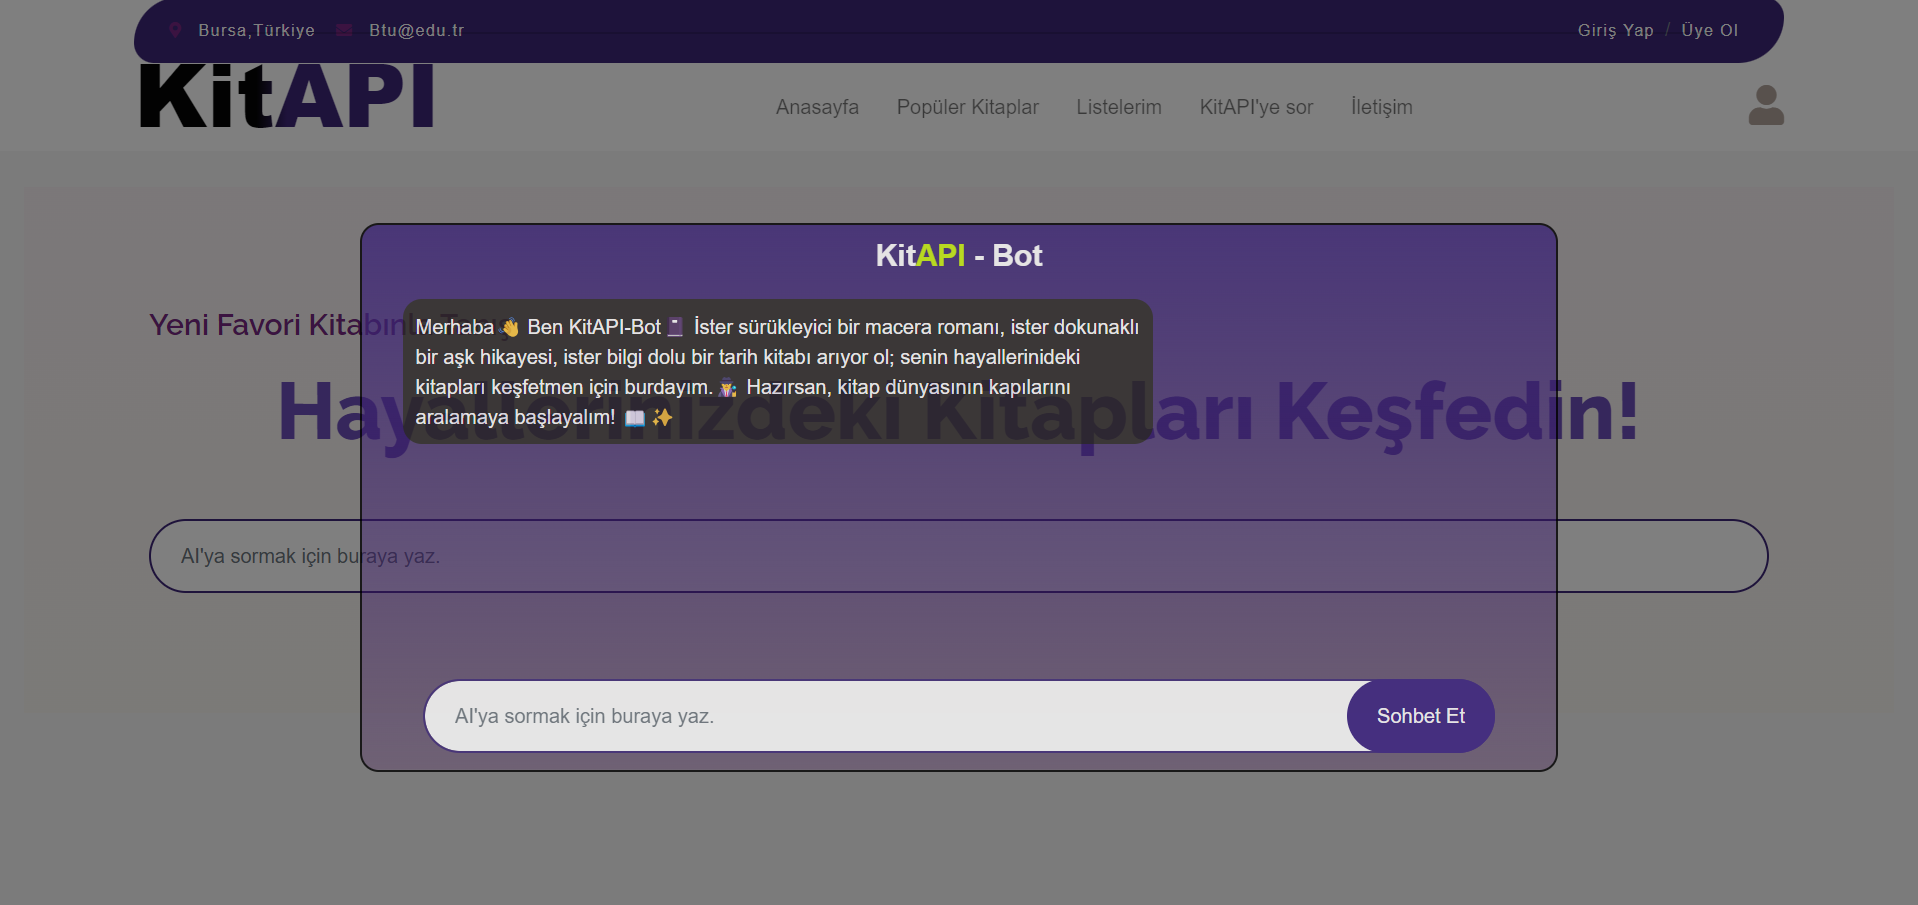 Bursa,Türkiye Btu@edu.tr Giriş Yap / Üye Ol
KitAPI
Anasayfa Popüler Kitaplar Listelerim KitAPI'ye sor İletişim
KitAPI - Bot
Yeni Favori
Merhaba👋 Ben KitAPI-Bot📓 İster sürükleyici bir macera romanı, ister dokunaklı
bir aşk hikayesi, ister bilgi dolu bir tarih kitabı arıyor ol; senin hayallerinideki
kitapları keşfetmen için burdayım.🧙‍♀️ Hazırsan, kitap dünyasının kapılarını
aralamaya başlayalım! 📖✨
Hayallerinizdeki Kitapları Keşfedin!
AI'ya sormak için buraya yaz.
AI'ya sormak için buraya yaz. Sohbet Et